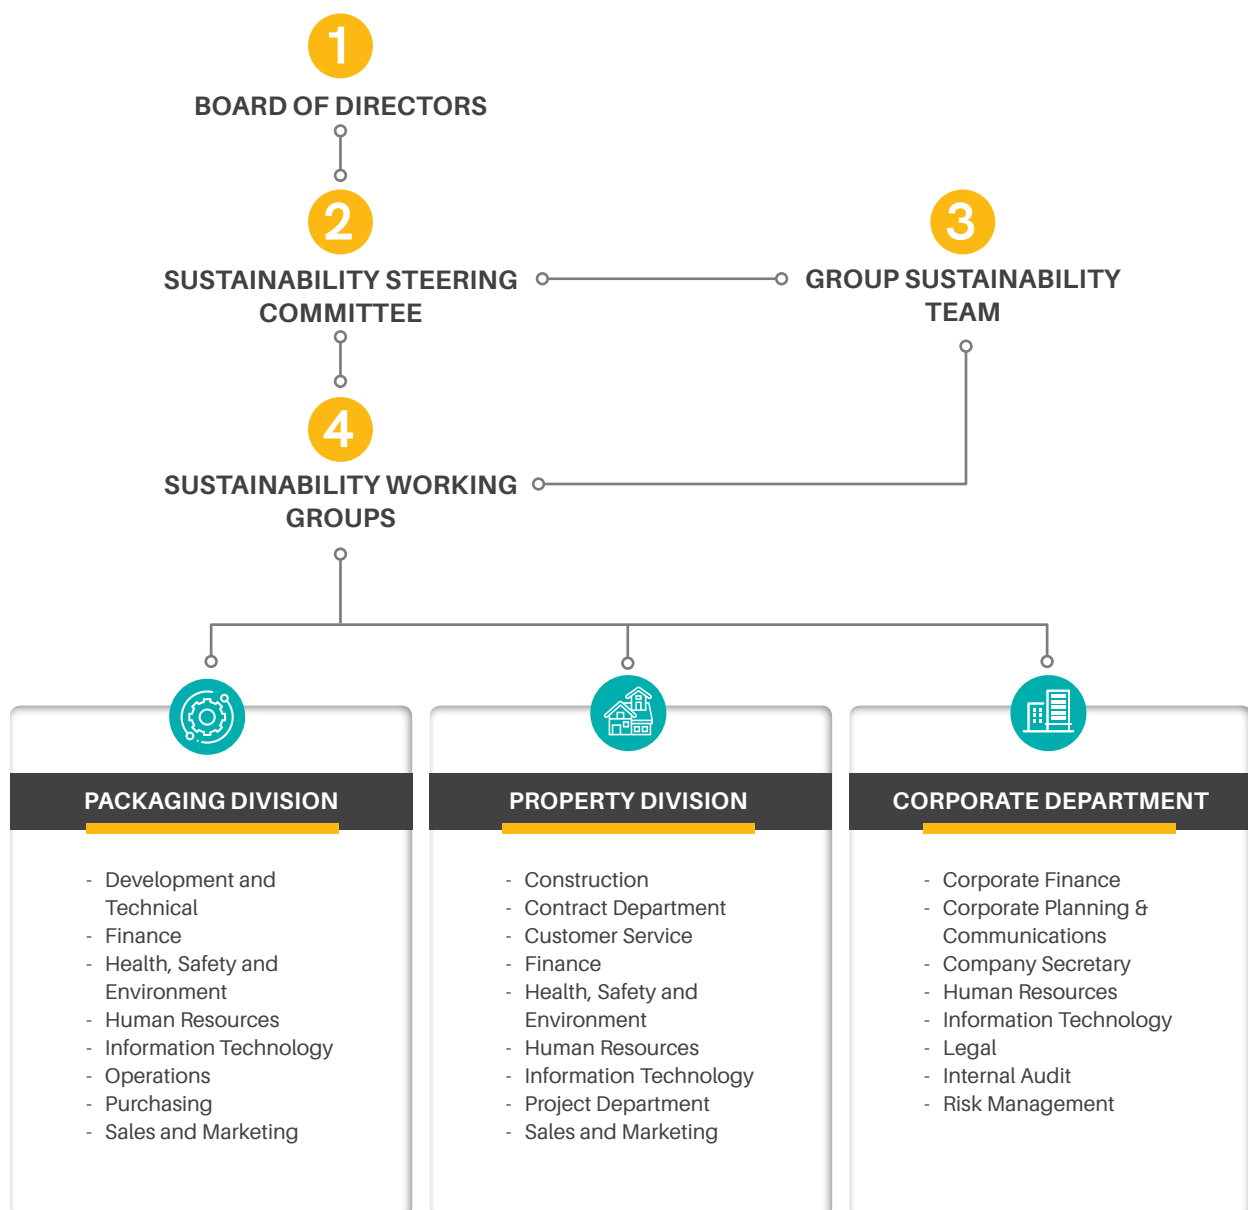 1
BOARD OF DIRECTORS
2
SUSTAINABILITY STEERING
COMMITTEE
3
GROUP SUSTAINABILITY
TEAM
4
SUSTAINABILITY WORKING
GROUPS
PACKAGING DIVISION
- Development and
Technical
- Finance
- Health, Safety and
Environment
- Human Resources
- Information Technology
- Operations
- Purchasing
- Sales and Marketing
PROPERTY DIVISION
- Construction
- Contract Department
- Customer Service
- Finance
- Health, Safety and
Environment
- Human Resources
- Information Technology
- Project Department
- Sales and Marketing
CORPORATE DEPARTMENT
- Corporate Finance
- Corporate Planning &
Communications
- Company Secretary
- Human Resources
- Information Technology
- Legal
- Internal Audit
- Risk Management